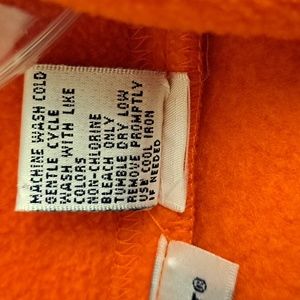 MACHINE WASH COLD
GENTLE CYCLE
WASH WITH LIKE
COLORS
NON-CHLORINE
BLEACH ONLY
TUMBLE DRY LOW
REMOVE PROMPTLY
USE COOL IRON
IF NEEDED